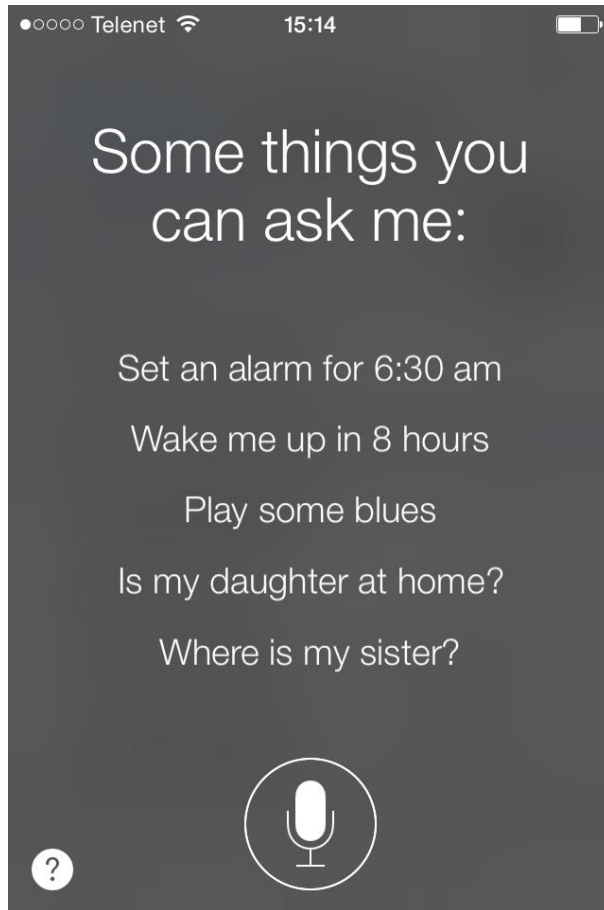 Telenet 15:14
Some things you
can ask me:
Set an alarm for 6:30 am
Wake me up in 8 hours
Play some blues
Is my daughter at home?
Where is my sister?
?